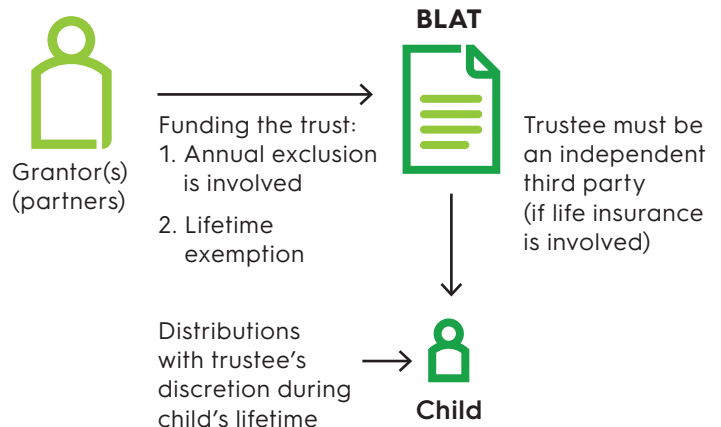 BLAT
Grantor(s)
(partners)
Funding the trust:
1. Annual exclusion
is involved
2. Lifetime
exemption
Trustee must be
an independent
third party
(if life insurance
is involved)
Distributions
with trustee's
discretion during
child's lifetime
Child